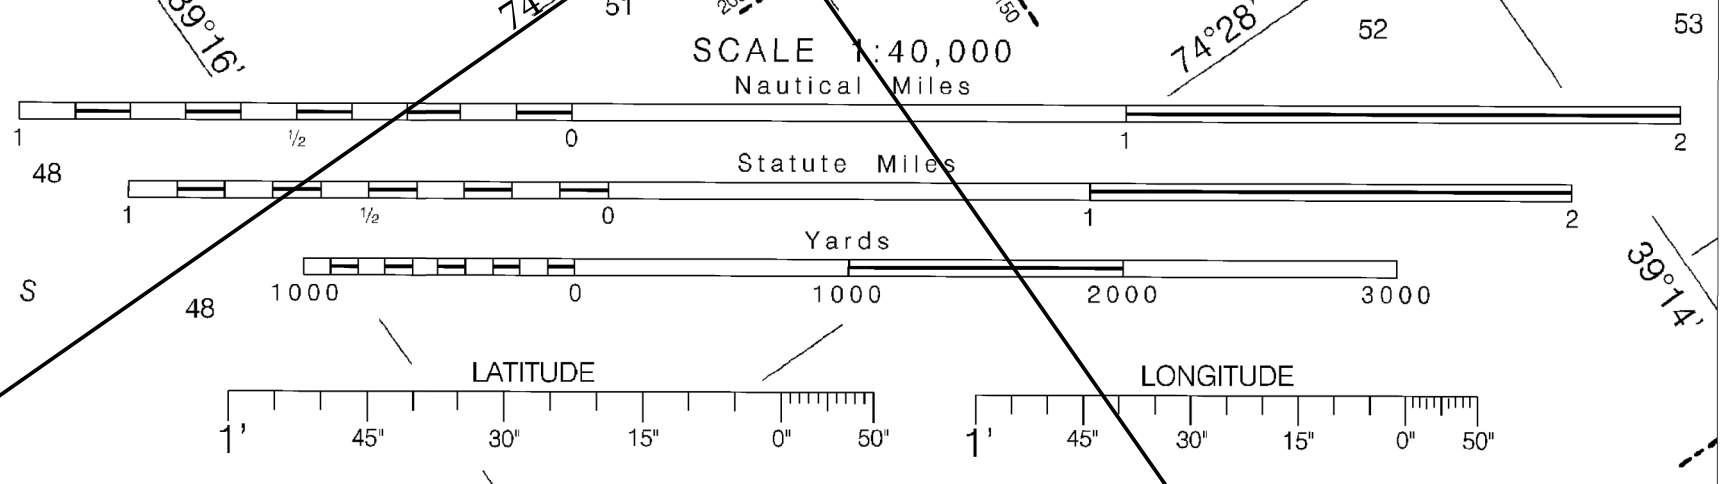 39°16'
74°
51
150
74°28'
52
53
SCALE 1:40,000
Nautical Miles
1 ½ 0 1 2
48
Statute Miles
1 ½ 0 1 2
Yards
1000 0 1000 2000 3000
S
48
39°14'
LATITUDE
1' 45" 30" 15" 0" 50"
LONGITUDE
1' 45" 30" 15" 0" 50"